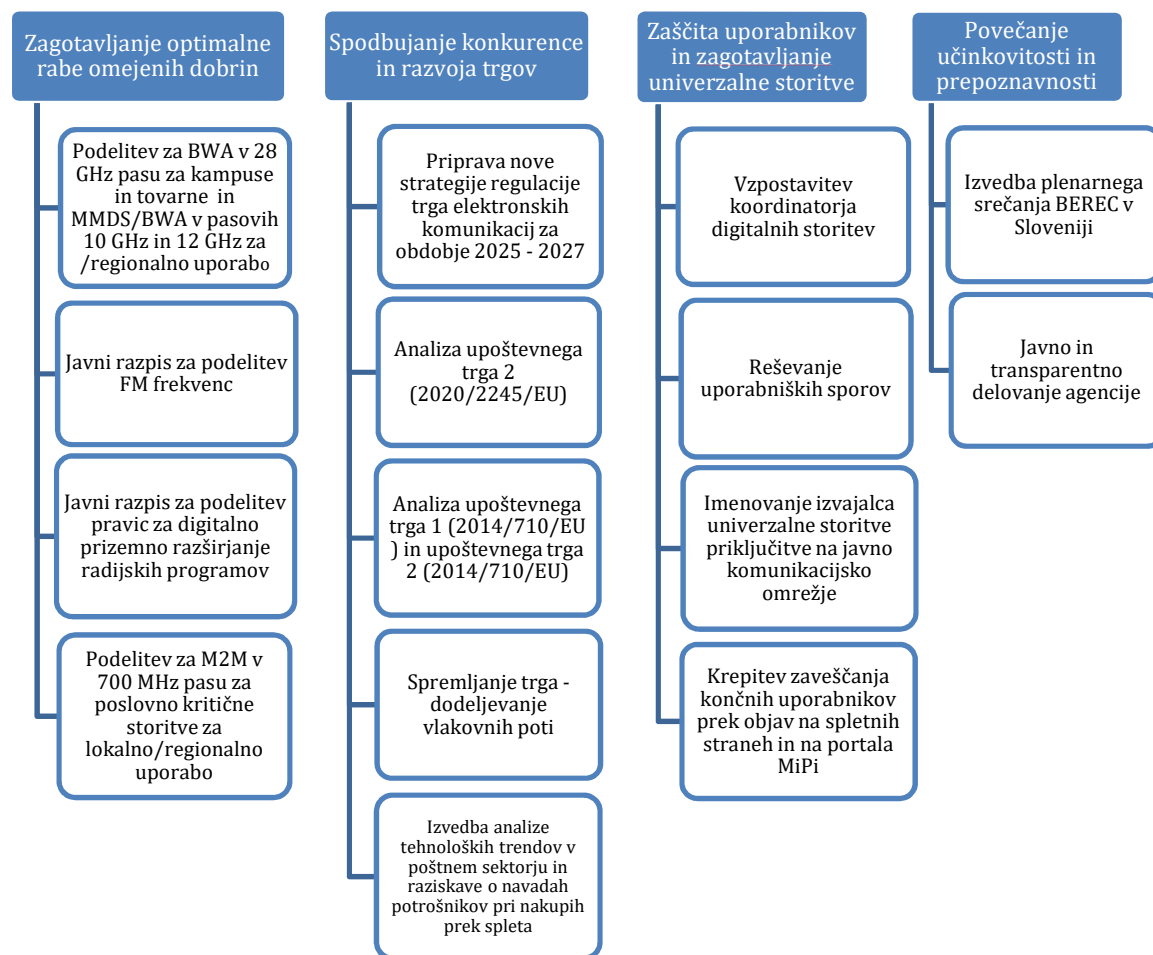 Zagotavljanje optimalne
rabe omejenih dobrin
Podelitev za BWA v 28
GHz pasu za kampuse
in tovarne in
MMDS/BWA v pasovih
10 GHz in 12 GHz za
/regionalno uporabo
Javni razpis za podelitev
FM frekvenc
Javni razpis za podelitev
pravic za digitalno
prizemno razširjanje
radijskih programov
Podelitev za M2M v
700 MHz pasu za
poslovno kritične
storitve za
lokalno/regionalno
uporabo
Spodbujanje konkurence
in razvoja trgov
Priprava nove
strategije regulacije
trga elektronskih
komunikacij za
obdobje 2025 - 2027
Analiza upoštevnega
trga 2
(2020/2245/EU)
Analiza upoštevnega
trga 1 (2014/710/EU
) in upoštevnega trga
2 (2014/710/EU)
Spremljanje trga -
dodeljevanje
vlakovnih poti
Izvedba analize
tehnoloških trendov v
poštnem sektorju in
raziskave o navadah
potrošnikov pri nakupih
prek spleta
Zaščita uporabnikov
in zagotavljanje
univerzalne storitve
Vzpostavitev
koordinatorja
digitalnih storitev
Reševanje
uporabniških sporov
Imenovanje izvajalca
univerzalne storitve
priključitve na javno
komunikacijsko
omrežje
Krepitev zaveščanja
končnih uporabnikov
prek objav na spletnih
straneh in na portala
MiPi
Povečanje
učinkovitosti in
prepoznavnosti
Izvedba plenarnega
srečanja BEREC v
Sloveniji
Javno in
transparentno
delovanje agencije